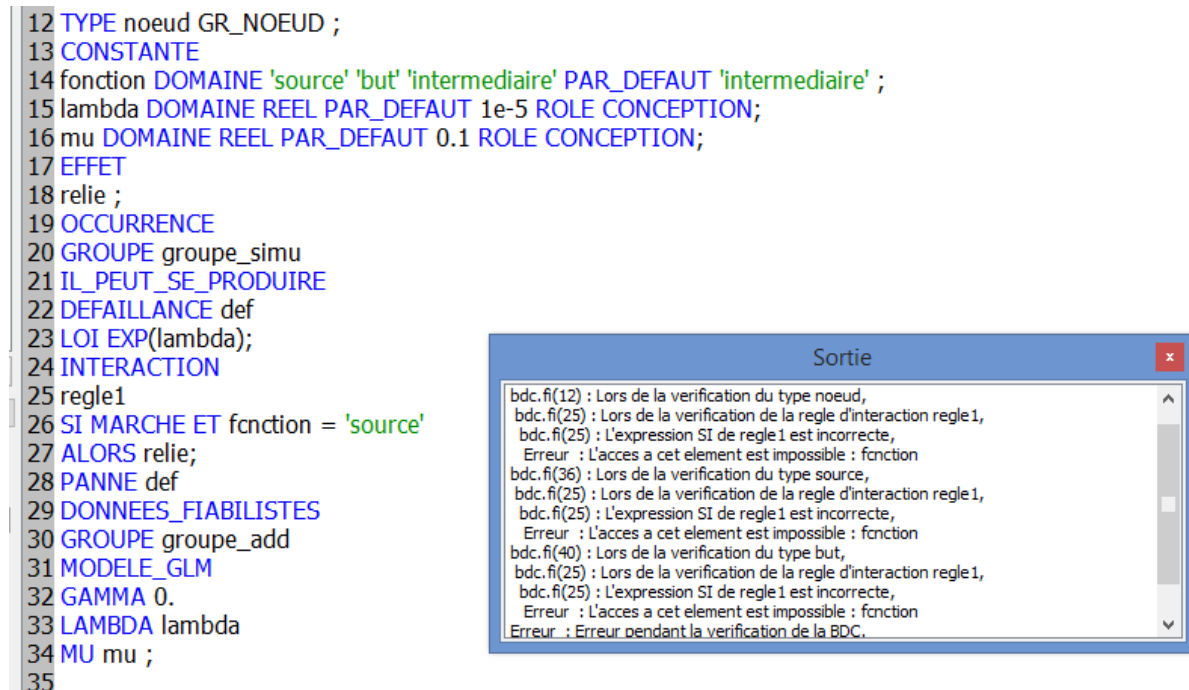 12 TYPE noeud GR_NOEUD ;
13 CONSTANTE
14 fonction DOMAINE 'source' 'but' 'intermediaire' PAR_DEFAUT 'intermediaire' ;
15 lambda DOMAINE REEL PAR_DEFAUT 1e-5 ROLE CONCEPTION;
16 mu DOMAINE REEL PAR_DEFAUT 0.1 ROLE CONCEPTION;
17 EFFET
18 relie ;
19 OCCURRENCE
20 GROUPE groupe_simu
21 IL_PEUT_SE_PRODUIRE
22 DEFAILLANCE def
23 LOI EXP(lambda);
24 INTERACTION
25 regle1
26 SI MARCHE ET fcnction = 'source'
27 ALORS relie;
28 PANNE def
29 DONNEES_FIABILISTES
30 GROUPE groupe_add
31 MODELE_GLM
32 GAMMA 0.
33 LAMBDA lambda
34 MU mu ;
35
Sortie
x
bdc.fi(12) : Lors de la verification du type noeud,
bdc.fi(25) : Lors de la verification de la regle d'interaction regle1,
bdc.fi(25) : L'expression SI de regle1 est incorrecte,
Erreur : L'acces a cet element est impossible : fcnction
bdc.fi(36) : Lors de la verification du type source,
bdc.fi(25) : Lors de la verification de la regle d'interaction regle1,
bdc.fi(25) : L'expression SI de regle1 est incorrecte,
Erreur : L'acces a cet element est impossible : fcnction
bdc.fi(40) : Lors de la verification du type but,
bdc.fi(25) : Lors de la verification de la regle d'interaction regle1,
bdc.fi(25) : L'expression SI de regle1 est incorrecte,
Erreur : L'acces a cet element est impossible : fcnction
Erreur : Erreur pendant la verification de la BDC.